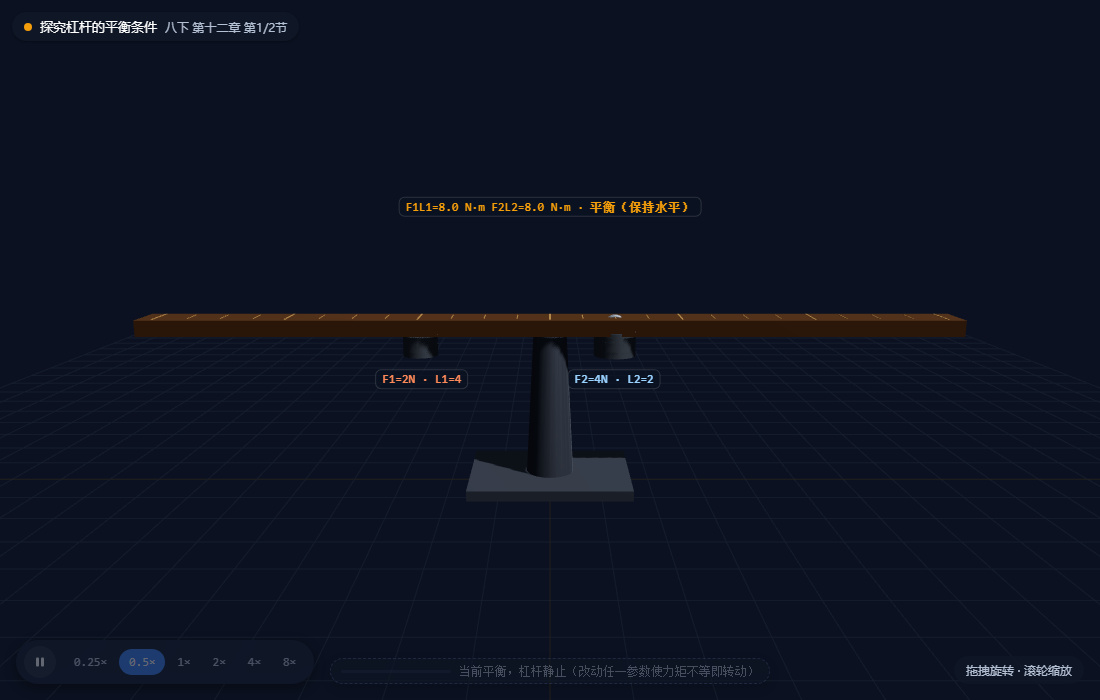 探究杠杆的平衡条件 八下 第十二章 第1/2节
F1L1=8.0 N·m F2L2=8.0 N·m · 平衡（保持水平）
F1=2N · L1=4
F2=4N · L2=2
0.25× 0.5× 1× 2× 4× 8×
当前平衡，杠杆静止（改动任一参数使力矩不等即转动）
拖拽旋转·滚轮缩放